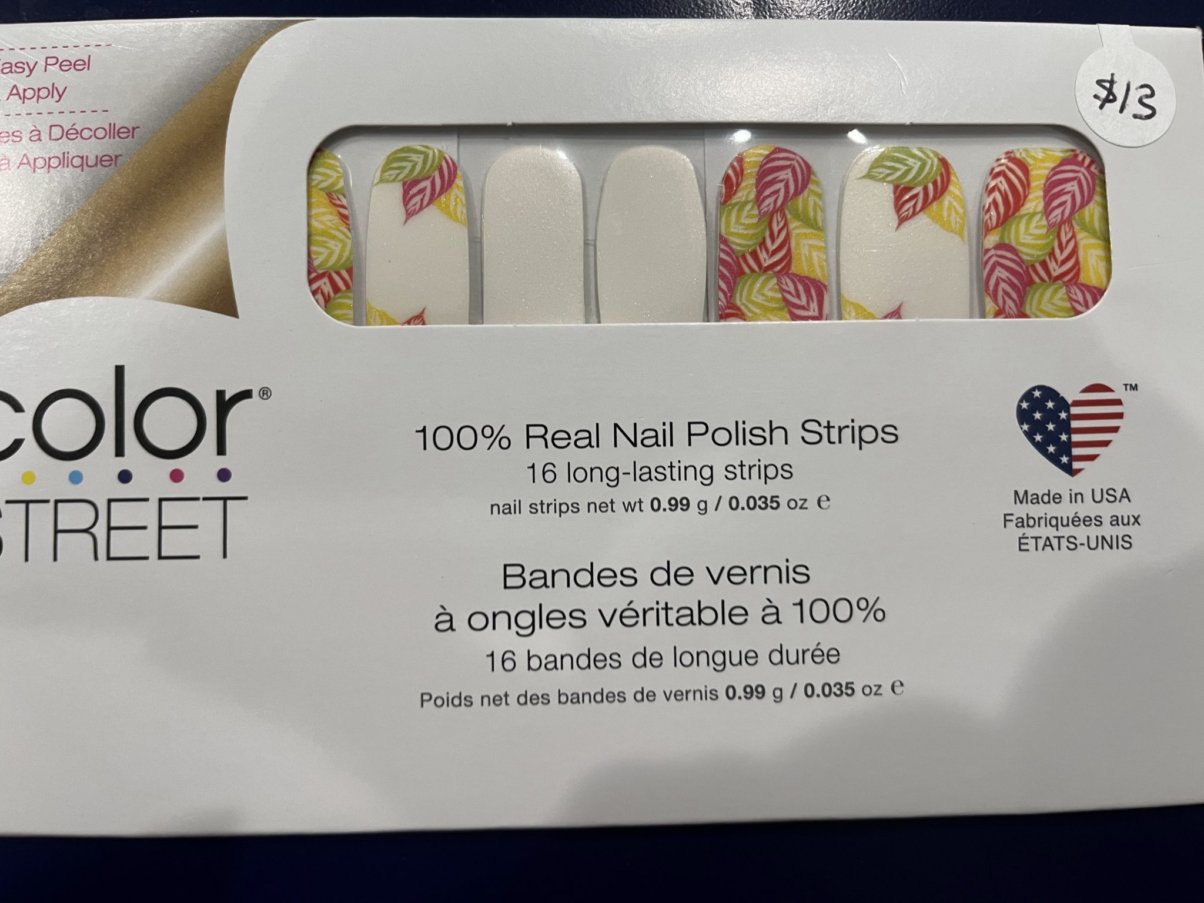 asy Peel
Apply
es à Décoller
à Appliquer
$13
color®
STREET
100% Real Nail Polish Strips
16 long-lasting strips
nail strips net wt 0.99 g / 0.035 oz ℮
Bandes de vernis
à ongles véritable à 100%
16 bandes de longue durée
Poids net des bandes de vernis 0.99 g / 0.035 oz ℮
TM
Made in USA
Fabriquées aux
ÉTATS-UNIS